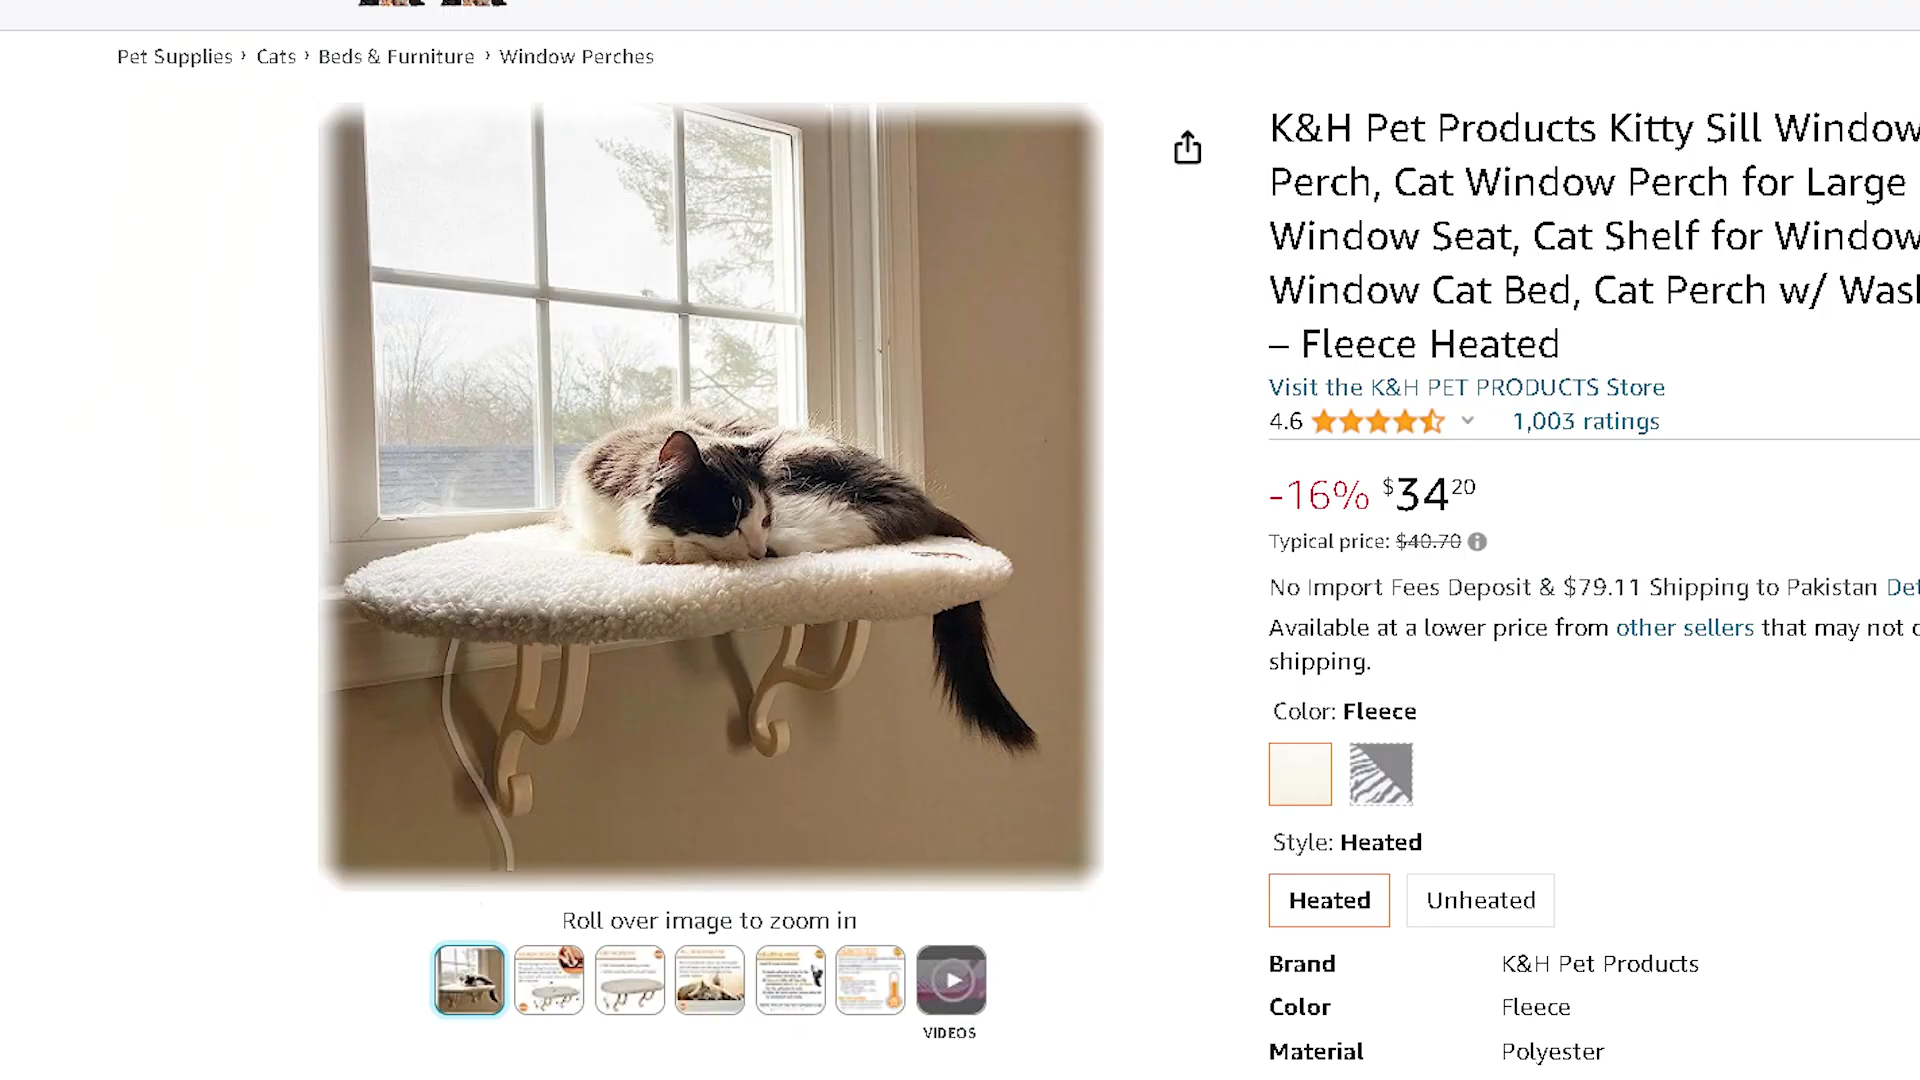 Pet Supplies › Cats › Beds & Furniture › Window Perches
K&H Pet Products Kitty Sill Window
Perch, Cat Window Perch for Large
Window Seat, Cat Shelf for Window
Window Cat Bed, Cat Perch w/
– Fleece Heated
Visit the K&H PET PRODUCTS Store
4.6 1,003 ratings
-16% $34 20
Typical price: $40.70
No Import Fees Deposit & $79.11 Shipping to Pakistan
Available at a lower price from other sellers that may not
shipping.
Color: Fleece
Style: Heated
Heated Unheated
Brand K&H Pet Products
Color Fleece
Material Polyester
Roll over image to zoom in
VIDEOS